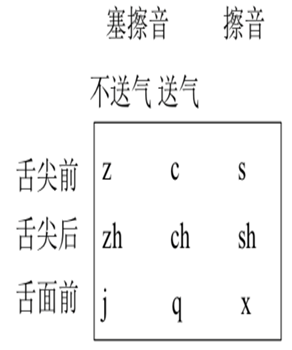 塞擦音 擦音
不送气 送气
舌尖前 z c s
舌尖后 zh ch sh
舌面前 j q x